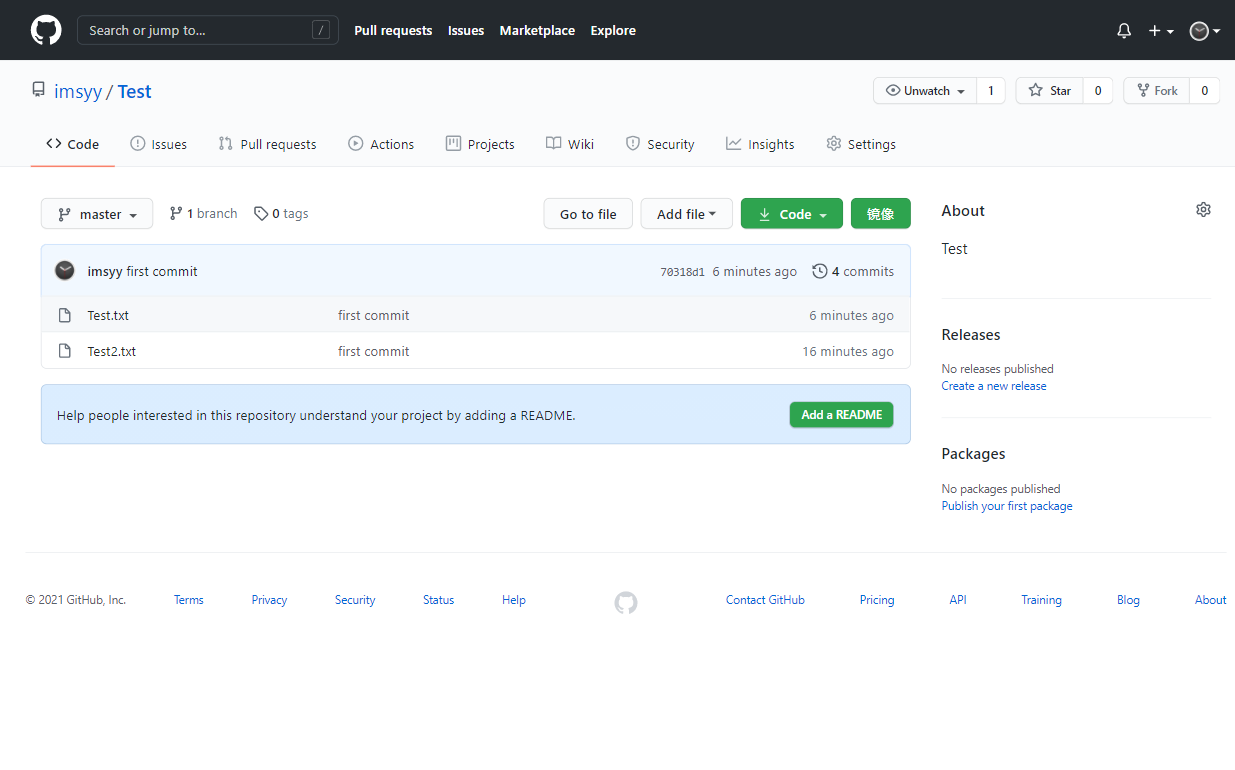 Search or jump to... / Pull requests Issues Marketplace Explore
imsyy / Test Unwatch 1 Star 0 Fork 0
Code Issues Pull requests Actions Projects Wiki Security Insights Settings
master 1 branch 0 tags Go to file Add file Code 镜像
imsyy first commit 70318d1 6 minutes ago 4 commits
Test.txt first commit 6 minutes ago
Test2.txt first commit 16 minutes ago
Help people interested in this repository understand your project by adding a README. Add a README
About
Test
Releases
No releases published
Create a new release
Packages
No packages published
Publish your first package
© 2021 GitHub, Inc. Terms Privacy Security Status Help Contact GitHub Pricing API Training Blog About